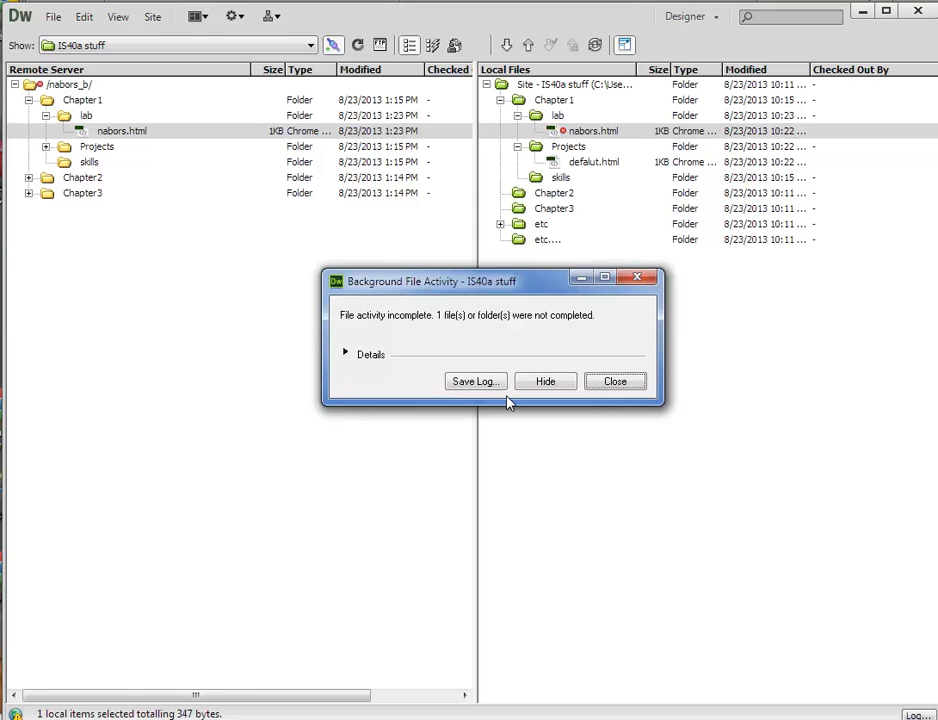 Dw File Edit View Site Designer
Show: IS40a stuff
Remote Server Size Type Modified Checked Local Files Size Type Modified Checked Out By
/nabors_b/ Site - IS40a stuff (C:\Use... Folder 8/23/2013 10:11 ... -
Chapter1 Folder 8/23/2013 1:15 PM - Chapter1 Folder 8/23/2013 10:15 ... -
lab Folder 8/23/2013 1:15 PM - lab Folder 8/23/2013 1:23 PM -
nabors.html 1KB Chrome ... 8/23/2013 1:23 PM nabors.html 1KB Chrome ... 8/23/2013 10:22 ... -
Projects Folder 8/23/2013 1:15 PM - Projects Folder 8/23/2013 10:22 ... -
skills Folder 8/23/2013 1:15 PM - defalut.html 1KB Chrome ... 8/23/2013 10:22 ... -
Chapter2 Folder 8/23/2013 1:14 PM - skills Folder 8/23/2013 10:15 ... -
Chapter3 Folder 8/23/2013 1:14 PM - Chapter2 Folder 8/23/2013 10:11 ... -
Chapter3 Folder 8/23/2013 10:11 ... -
etc Folder 8/23/2013 10:11 ... -
etc.... Folder 8/23/2013 10:11 ... -
Dw Background File Activity - IS40a stuff
File activity incomplete. 1 file(s) or folder(s) were not completed.
Details
Save Log... Hide Close
1 local items selected totalling 347 bytes. Log...